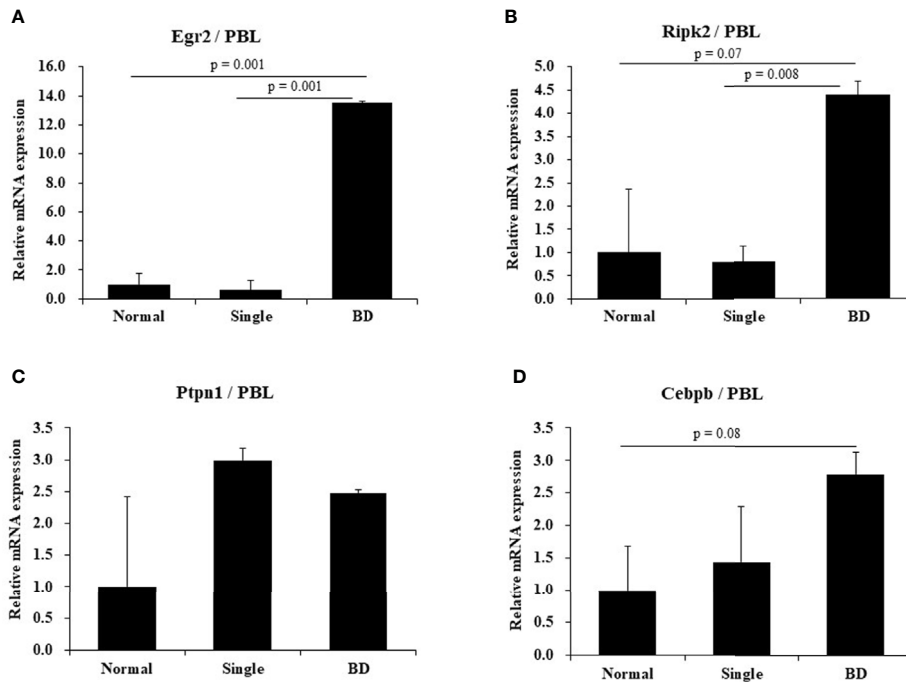 A
Egr2 / PBL
p = 0.001
p = 0.001
Relative mRNA expression
16.0
14.0
12.0
10.0
8.0
6.0
4.0
2.0
0.0
Normal Single BD
B
Ripk2 / PBL
p = 0.07
p = 0.008
Relative mRNA expression
5.0
4.5
4.0
3.5
3.0
2.5
2.0
1.5
1.0
0.5
0.0
Normal Single BD
C
Ptpn1 / PBL
Relative mRNA expression
3.5
3.0
2.5
2.0
1.5
1.0
0.5
0.0
Normal Single BD
D
Cebpb / PBL
p = 0.08
Relative mRNA expression
3.5
3.0
2.5
2.0
1.5
1.0
0.5
0.0
Normal Single BD